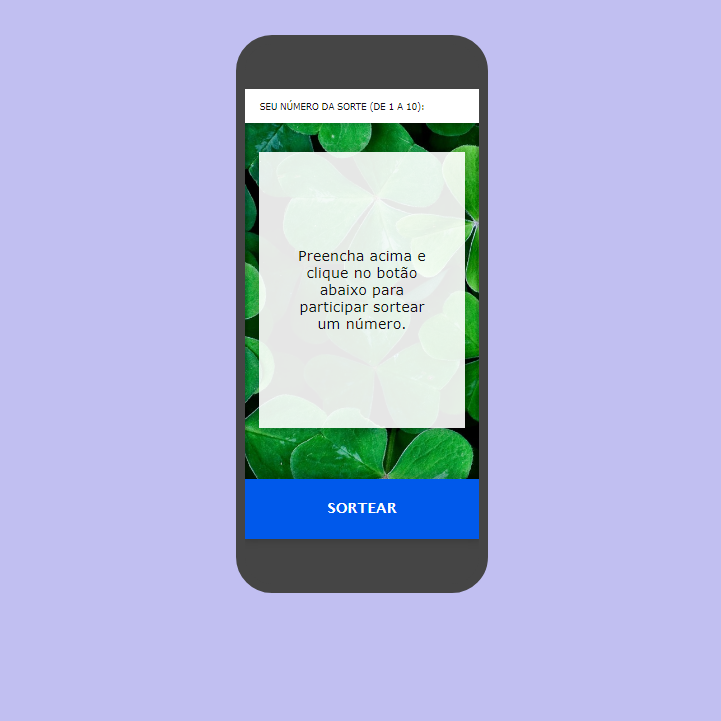 SEU NÚMERO DA SORTE (DE 1 A 10):
Preencha acima e
clique no botão
abaixo para
participar sortear
um número.
SORTEAR